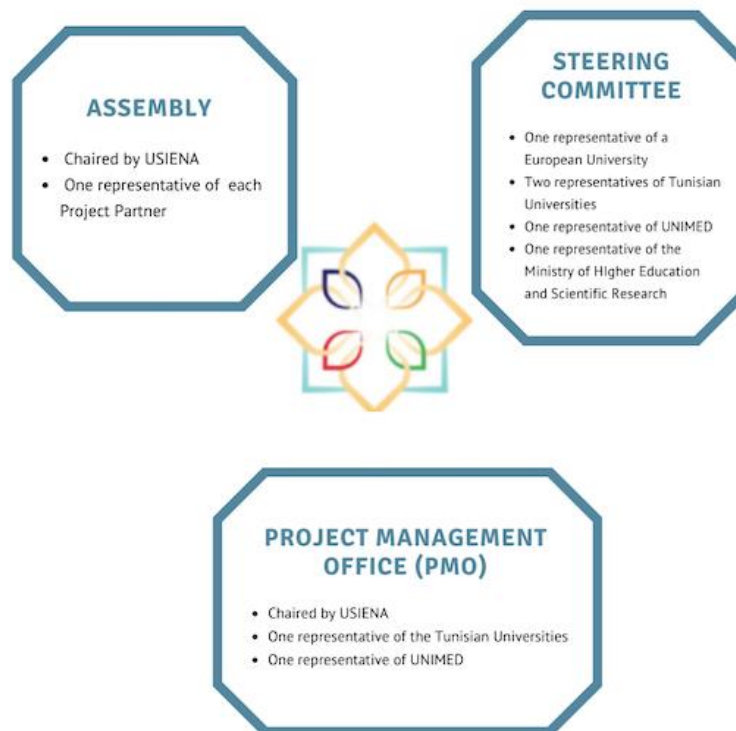 ASSEMBLY
• Chaired by USIENA
• One representative of each
Project Partner
STEERING
COMMITTEE
• One representative of a
European University
• Two representatives of Tunisian
Universities
• One representative of UNIMED
• One representative of the
Ministry of HIgher Education
and Scientific Research
PROJECT MANAGEMENT
OFFICE (PMO)
• Chaired by USIENA
• One representative of the Tunisian Universities
• One representative of UNIMED